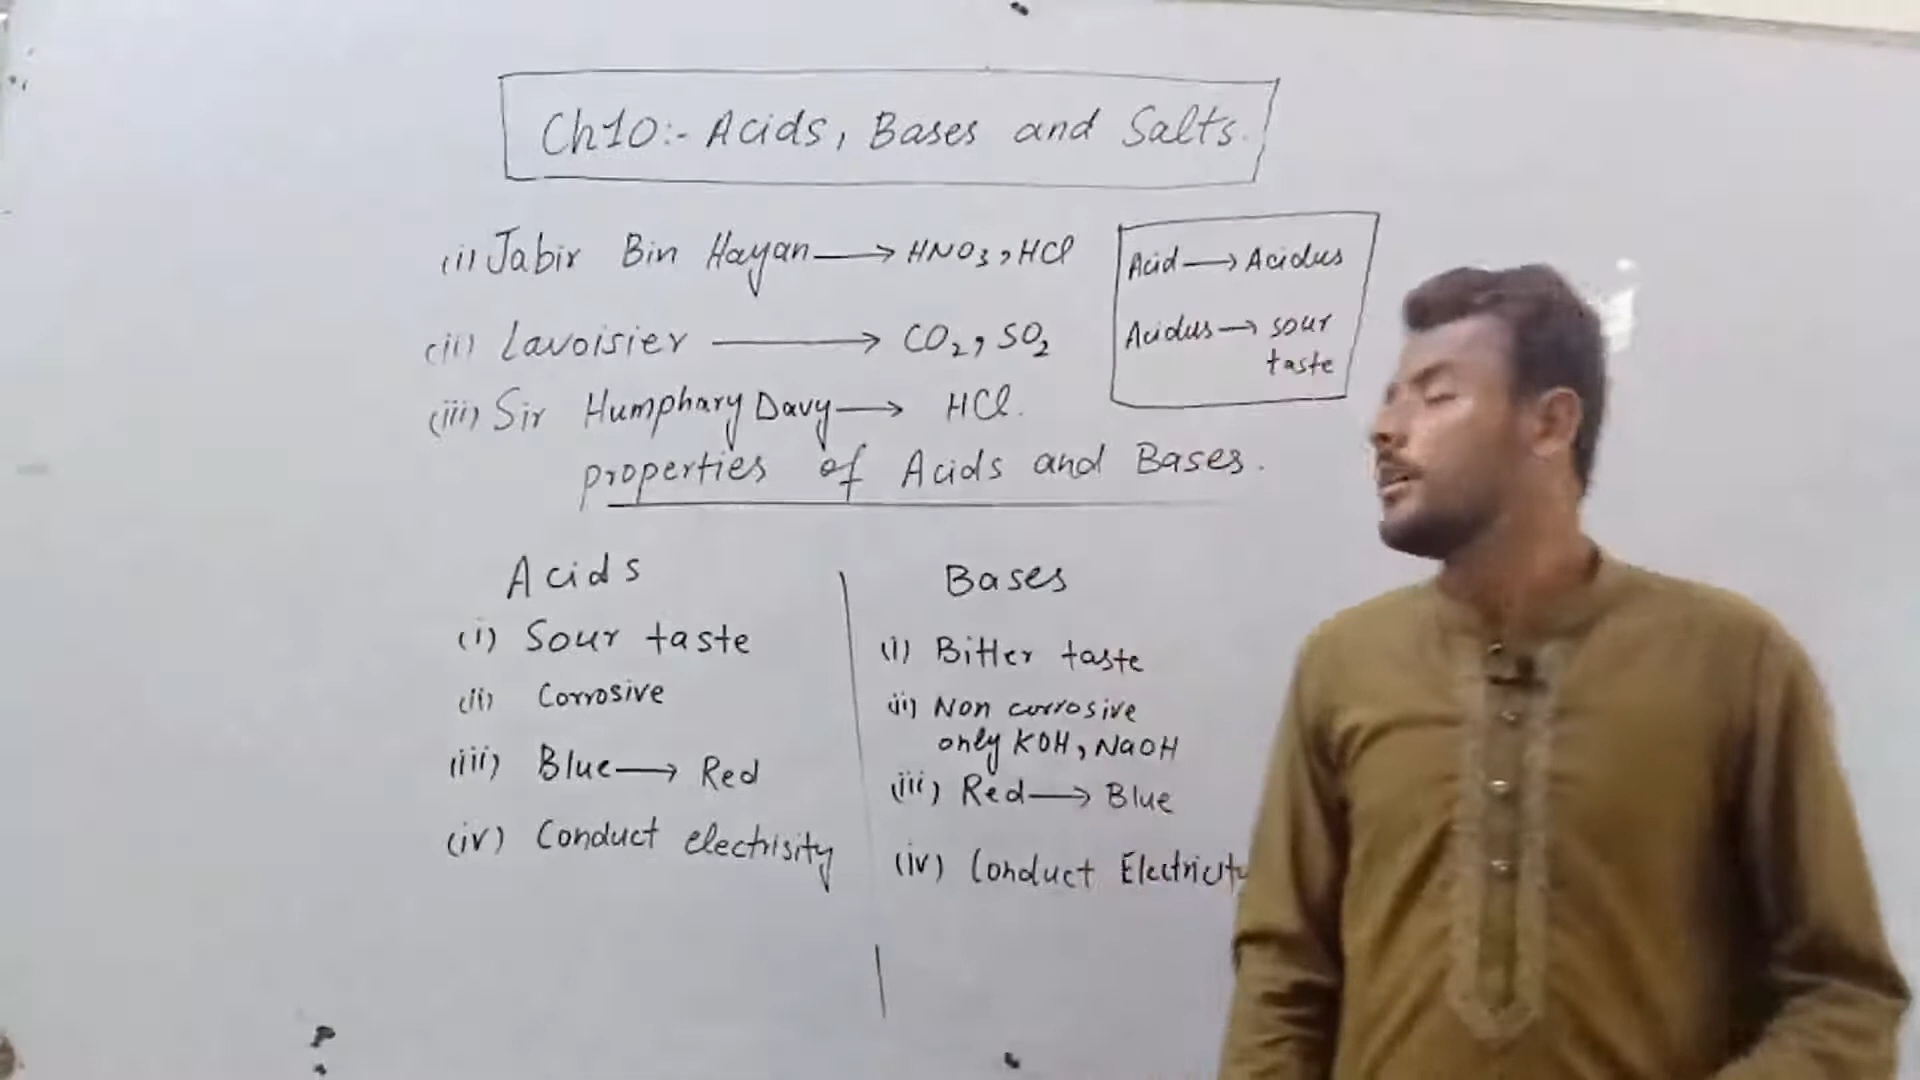 Ch10:- Acids, Bases and Salts.
(i) Jabir Bin Hayan → HNO3, HCl
(ii) Lavoisier → CO2, SO2
(iii) Sir Humphary Davy → HCl.
Acid → Acidus
Acidus → sour
taste
properties of Acids and Bases.
Acids
(i) Sour taste
(ii) Corrosive
(iii) Blue → Red
(iv) Conduct electrisity
Bases
(i) Bitter taste
(ii) Non corrosive
only KOH, NaOH
(iii) Red → Blue
(iv) Conduct